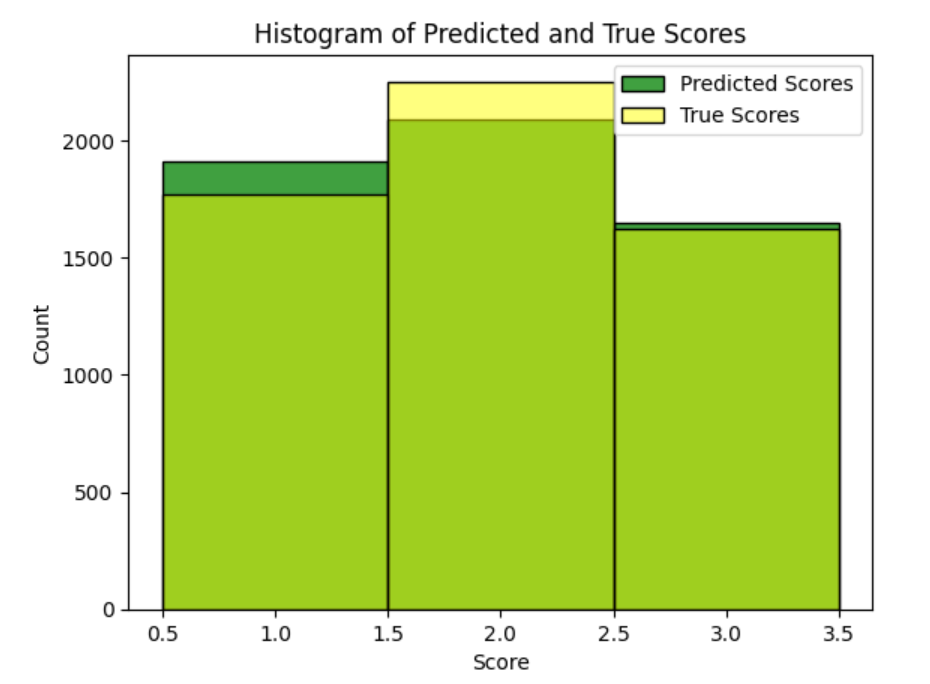 Histogram of Predicted and True Scores
Predicted Scores
True Scores
2000
1500
1000
500
0
Count
0.5 1.0 1.5 2.0 2.5 3.0 3.5
Score